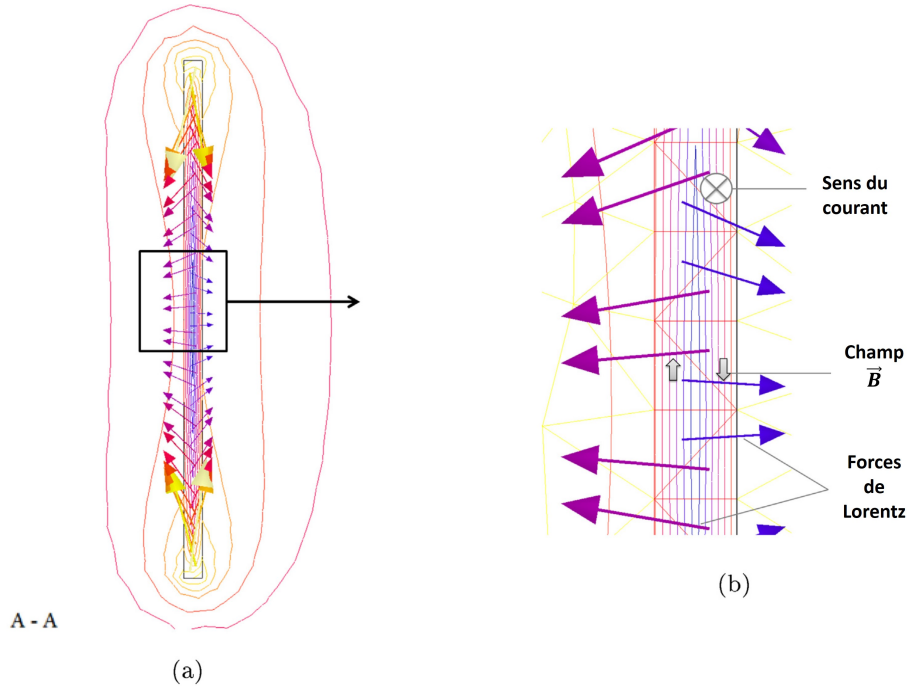 Sens du
courant
Champ
B
Forces
de
Lorentz
A - A
(a)
(b)